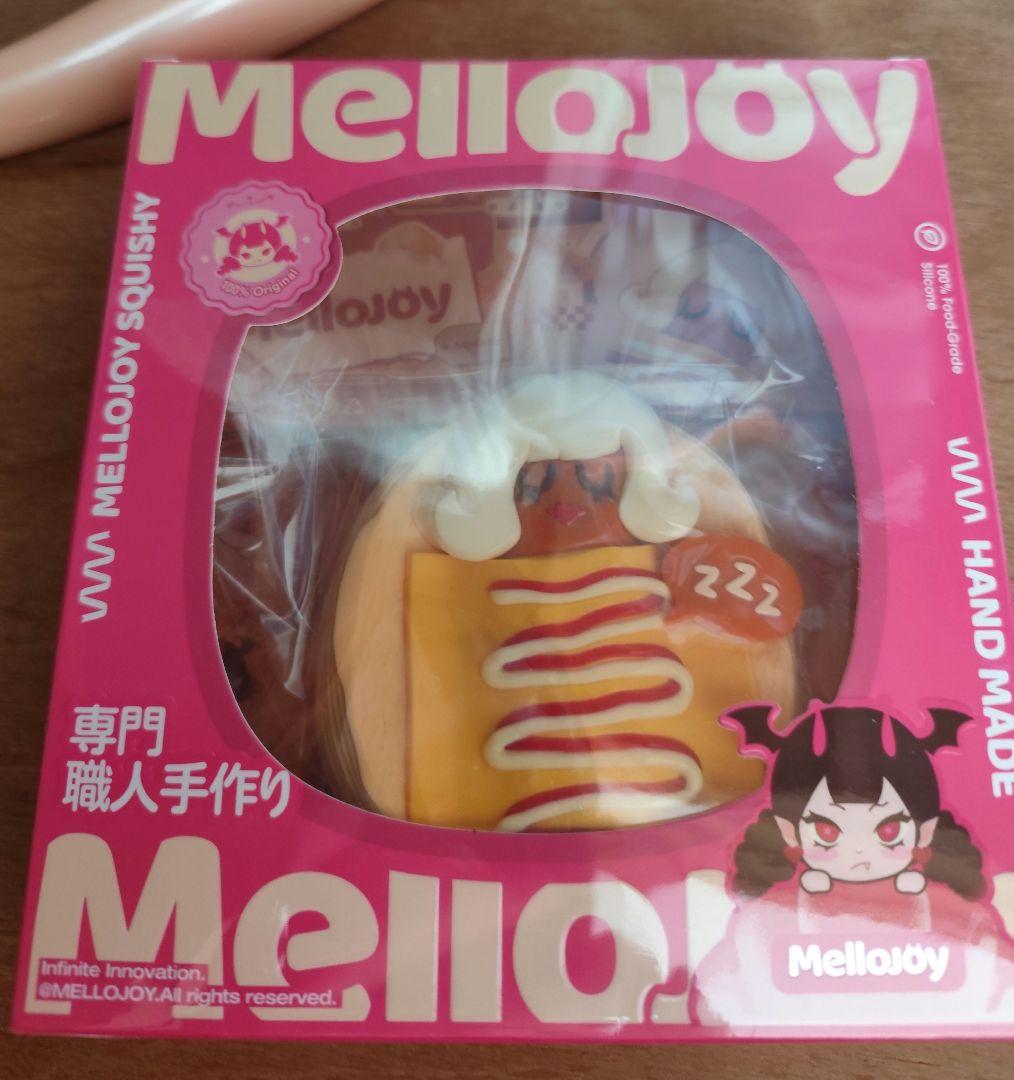 Mellojoy
MELLOJOY SQUISHY
100% Original
Mellojoy
100% Food-Grade
Silicone
HAND MADE
zzz
専門
職人手作り
Mello
Infinite Innovation.
@MELLOJOY.All rights reserved.
Mellojoy